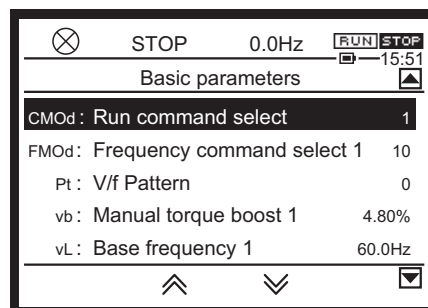 STOP 0.0Hz RUN STOP
15:51
Basic parameters
CMOd : Run command select 1
FMOd : Frequency command select 1 10
Pt : V/f Pattern 0
vb : Manual torque boost 1 4.80%
vL : Base frequency 1 60.0Hz